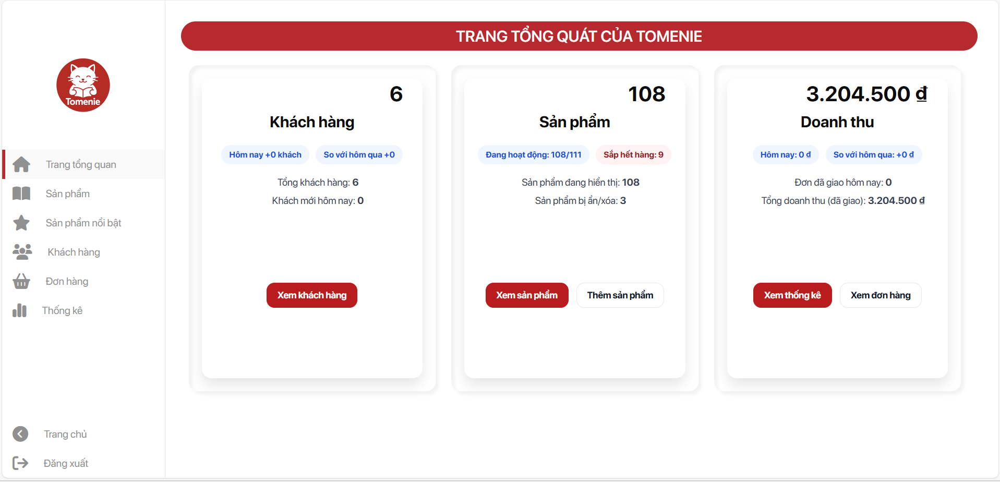 Tomenie
Trang tổng quan
Sản phẩm
Sản phẩm nổi bật
Khách hàng
Đơn hàng
Thống kê
Trang chủ
Đăng xuất
TRANG TỔNG QUÁT CỦA TOMENIE
6
Khách hàng
Hôm nay +0 khách
So với hôm qua +0
Tổng khách hàng: 6
Khách mới hôm nay: 0
Xem khách hàng
108
Sản phẩm
Đang hoạt động: 108/111
Sắp hết hàng: 9
Sản phẩm đang hiển thị: 108
Sản phẩm bị ẩn/xóa: 3
Xem sản phẩm
Thêm sản phẩm
3.204.500 ₫
Doanh thu
Hôm nay: 0 ₫
So với hôm qua: +0 ₫
Đơn đã giao hôm nay: 0
Tổng doanh thu (đã giao): 3.204.500 ₫
Xem thống kê
Xem đơn hàng